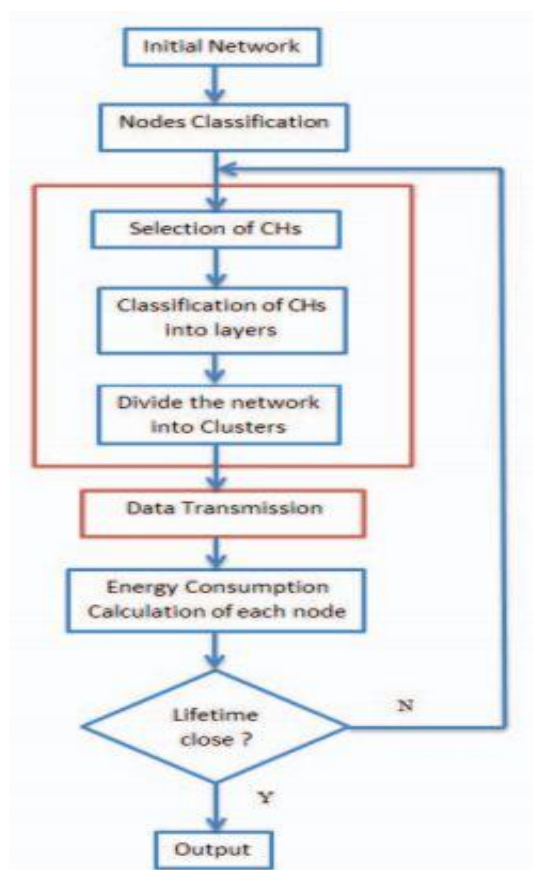 Initial Network
Nodes Classification
Selection of CHs
Classification of CHs
into layers
Divide the network
into Clusters
Data Transmission
Energy Consumption
Calculation of each node
Lifetime
close ?
N
Y
Output